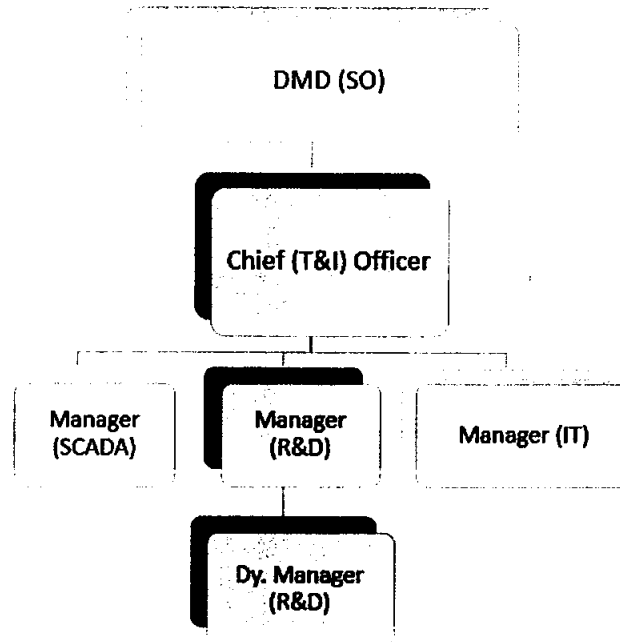 DMD (SO)
Chief (T&I) Officer
Manager
(SCADA)
Manager
(R&D)
Manager (IT)
Dy. Manager
(R&D)